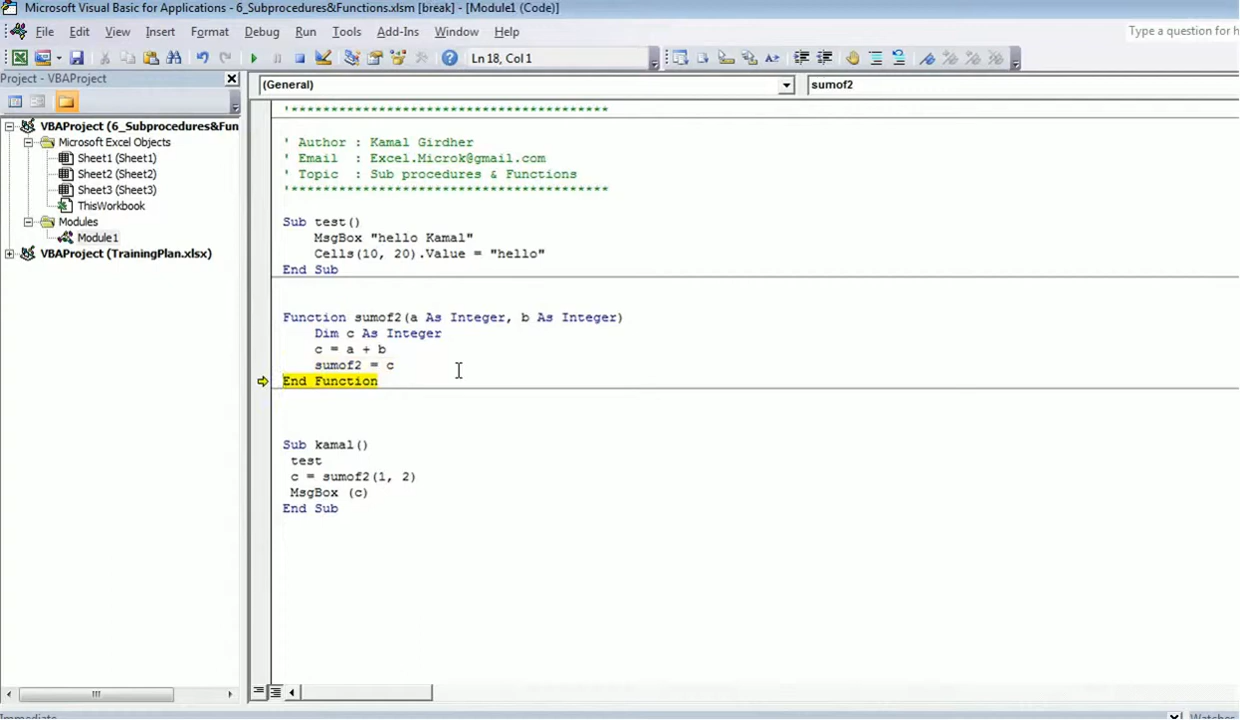 Microsoft Visual Basic for Applications - 6_Subprocedures&Functions.xlsm [break] - [Module1 (Code)]
File Edit View Insert Format Debug Run Tools Add-Ins Window Help
Type a question for h
Ln 18, Col 1
Project - VBAProject
(General)
sumof2
VBAProject (6_Subprocedures&Fun
Microsoft Excel Objects
Sheet1 (Sheet1)
Sheet2 (Sheet2)
Sheet3 (Sheet3)
ThisWorkbook
Modules
Module1
VBAProject (TrainingPlan.xlsx)
'****************************************
' Author : Kamal Girdher
' Email  : Excel.Microk@gmail.com
' Topic  : Sub procedures & Functions
'****************************************
Sub test()
    MsgBox "hello Kamal"
    Cells(10, 20).Value = "hello"
End Sub
Function sumof2(a As Integer, b As Integer)
    Dim c As Integer
    c = a + b
    sumof2 = c
End Function
Sub kamal()
 test
 c = sumof2(1, 2)
 MsgBox (c)
End Sub
Immediate
Watches